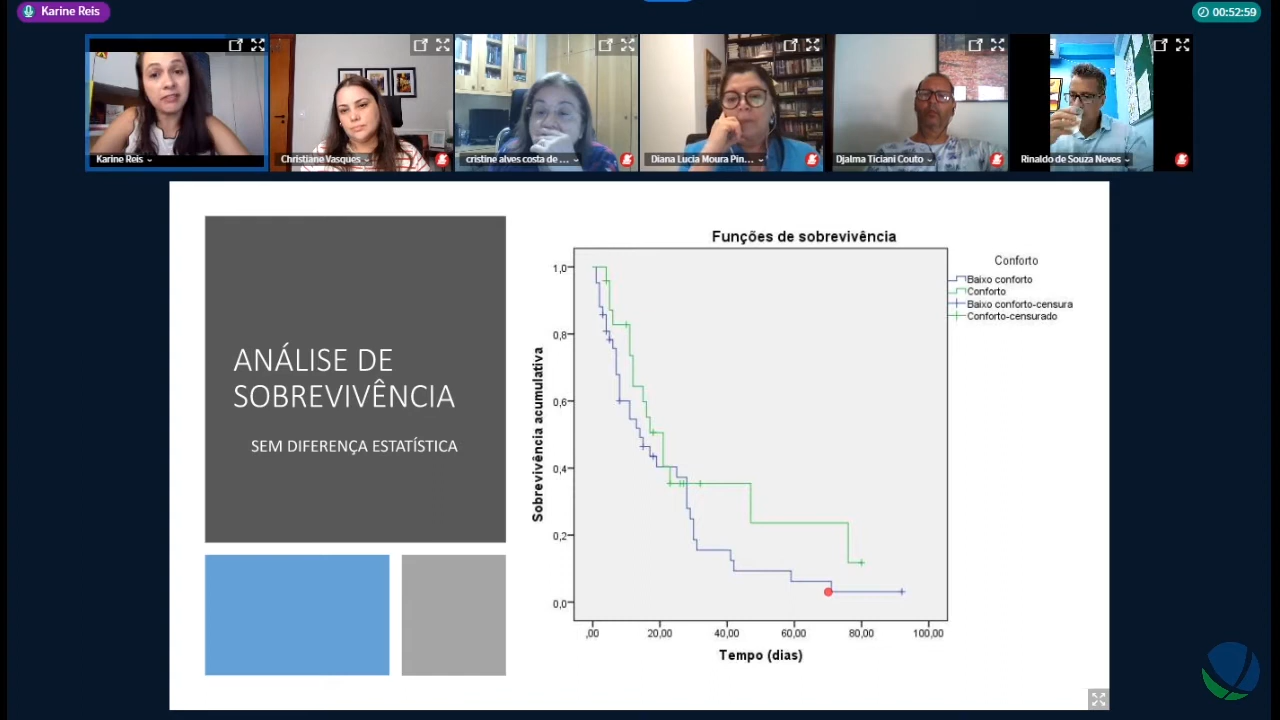 Karine Reis
00:52:59
Karine Reis
Christiane Vasques
cristine alves costa de ...
Diana Lucia Moura Pin...
Djalma Ticiani Couto
Rinaldo de Souza Neves
ANÁLISE DE
SOBREVIVÊNCIA
SEM DIFERENÇA ESTATÍSTICA
Funções de sobrevivência
Sobrevivência acumulativa
1,0
0,8
0,6
0,4
0,2
0,0
,00
20,00
40,00
60,00
80,00
100,00
Tempo (dias)
Conforto
Baixo conforto
Conforto
Baixo conforto-censura
Conforto-censurado